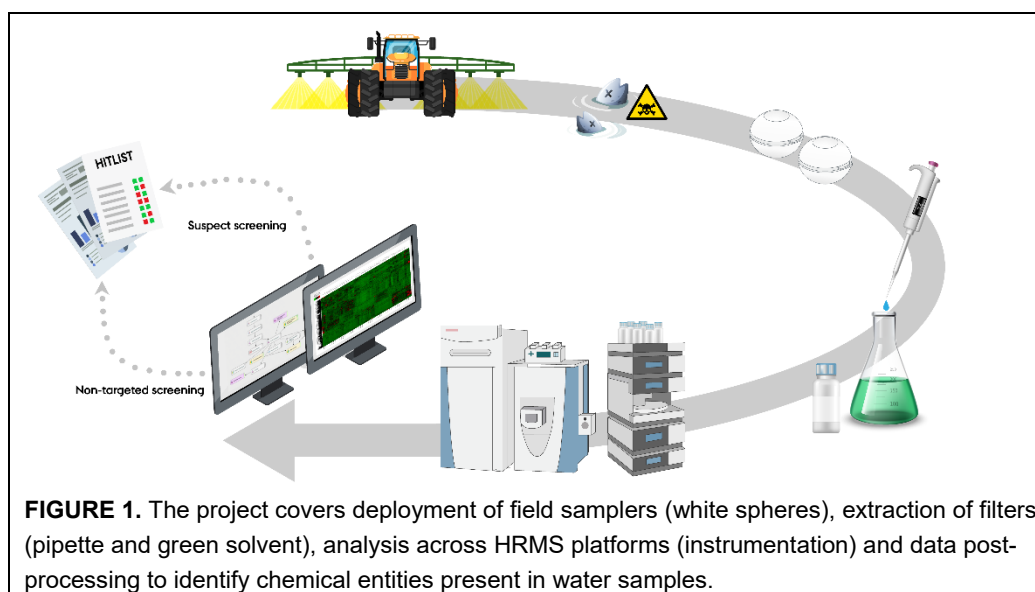 HITLIST
Suspect screening
Non-targeted screening
FIGURE 1. The project covers deployment of field samplers (white spheres), extraction of filters
(pipette and green solvent), analysis across HRMS platforms (instrumentation) and data post-
processing to identify chemical entities present in water samples.